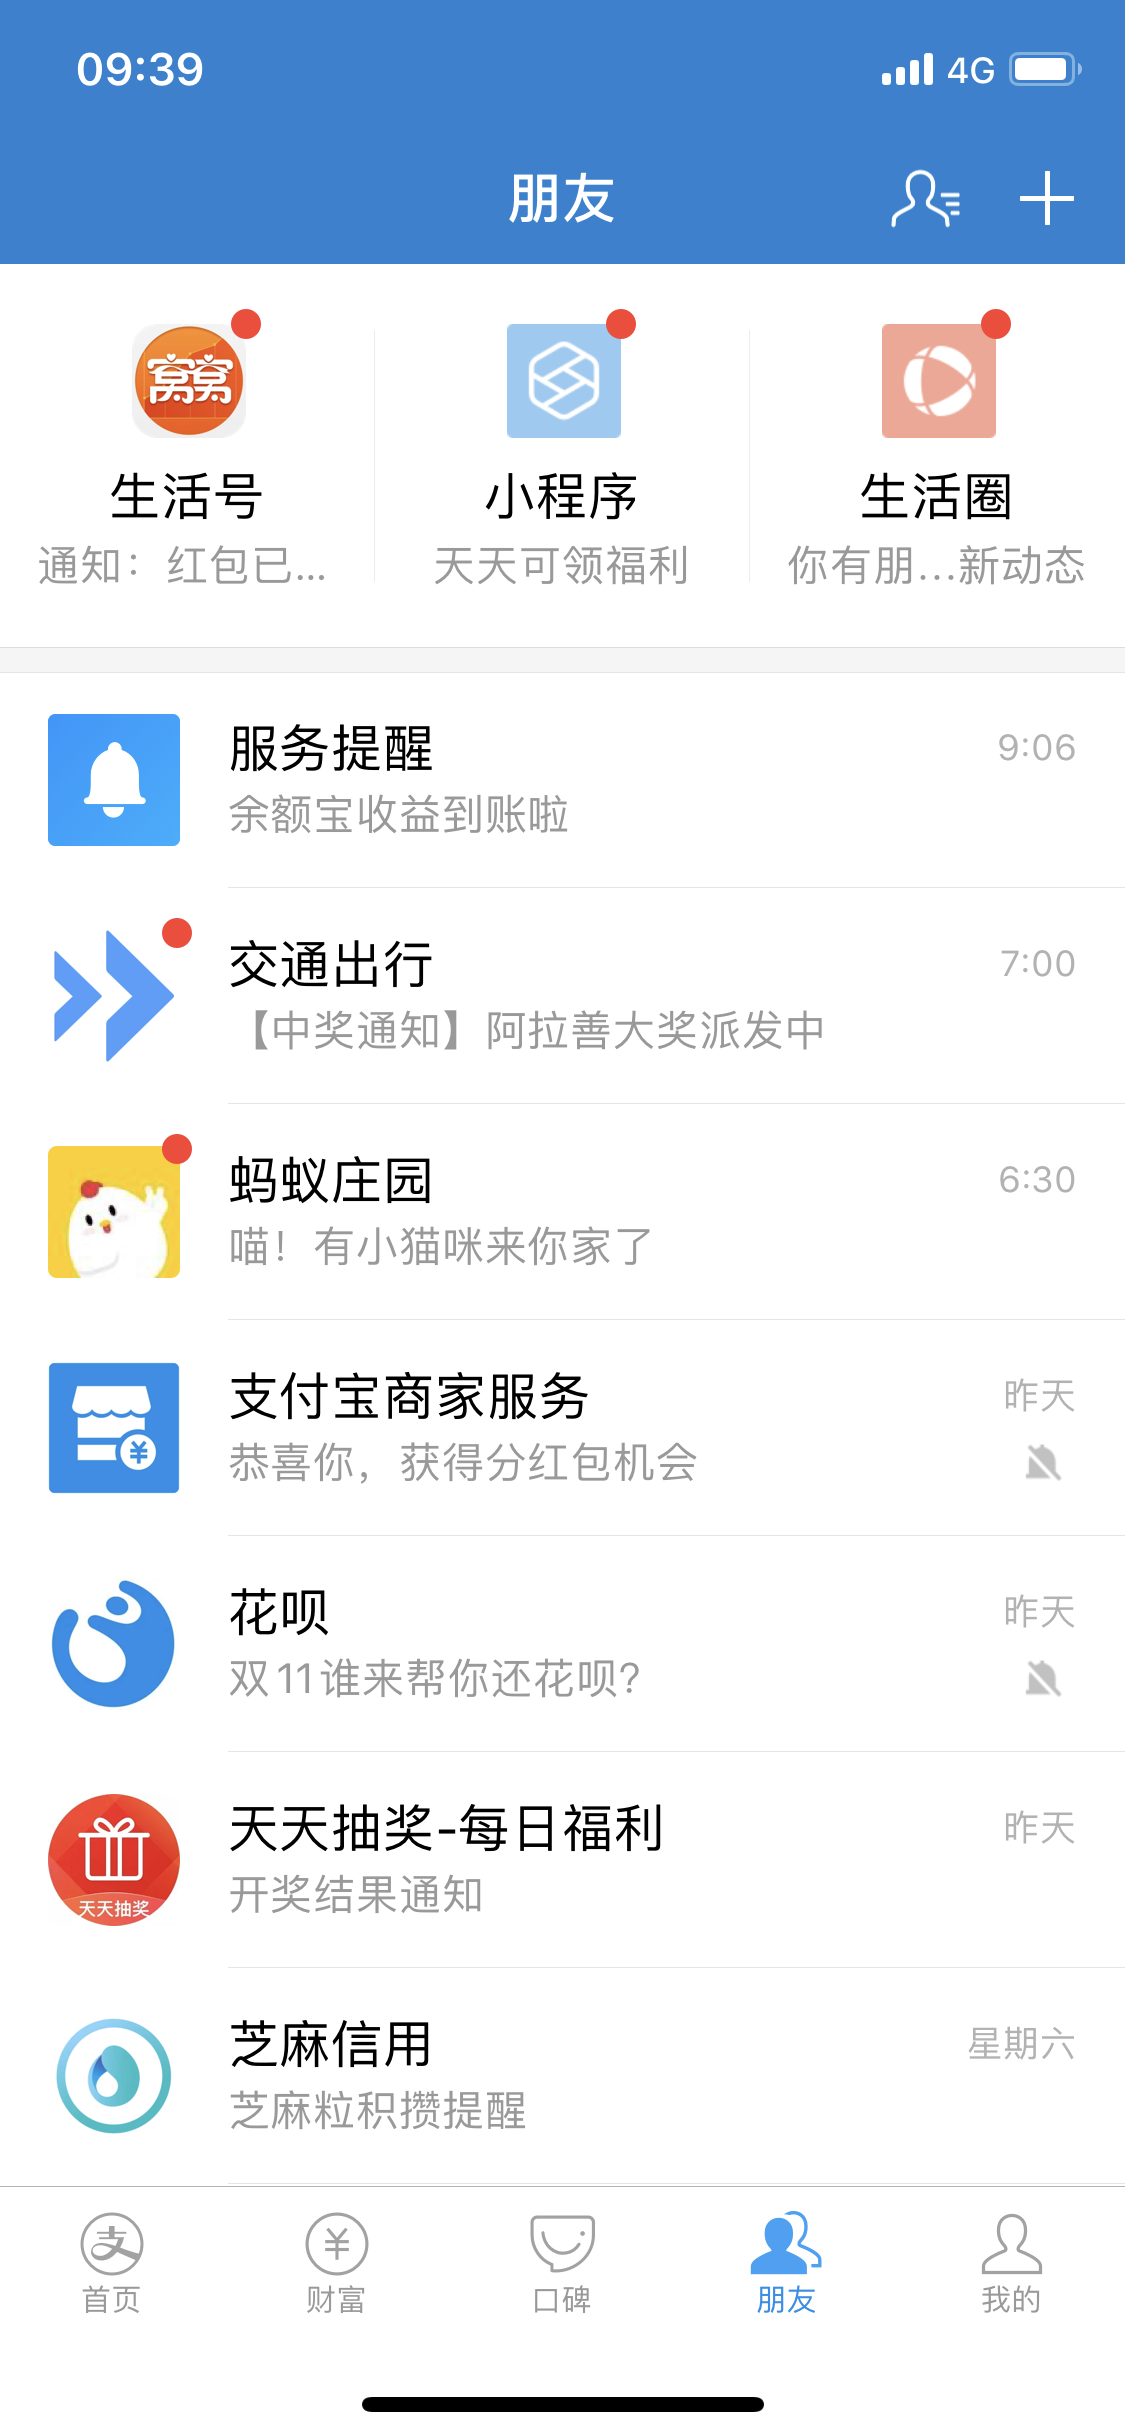 09:39
4G
朋友
窝窝
生活号
小程序
生活圈
通知：红包已...
天天可领福利
你有朋...新动态
服务提醒
9:06
余额宝收益到账啦
交通出行
7:00
【中奖通知】阿拉善大奖派发中
蚂蚁庄园
6:30
喵！有小猫咪来你家了
支付宝商家服务
昨天
恭喜你，获得分红包机会
¥
花呗
昨天
双11谁来帮你还花呗?
天天抽奖-每日福利
昨天
开奖结果通知
天天抽奖
芝麻信用
星期六
芝麻粒积攒提醒
支
¥
首页
财富
口碑
朋友
我的